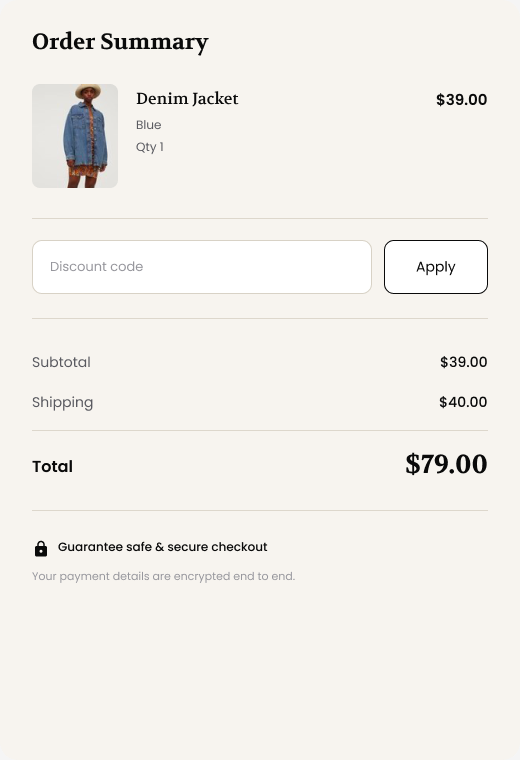 Order Summary
Denim Jacket
$39.00
Blue
Qty 1
Discount code
Apply
Subtotal
$39.00
Shipping
$40.00
Total
$79.00
Guarantee safe & secure checkout
Your payment details are encrypted end to end.